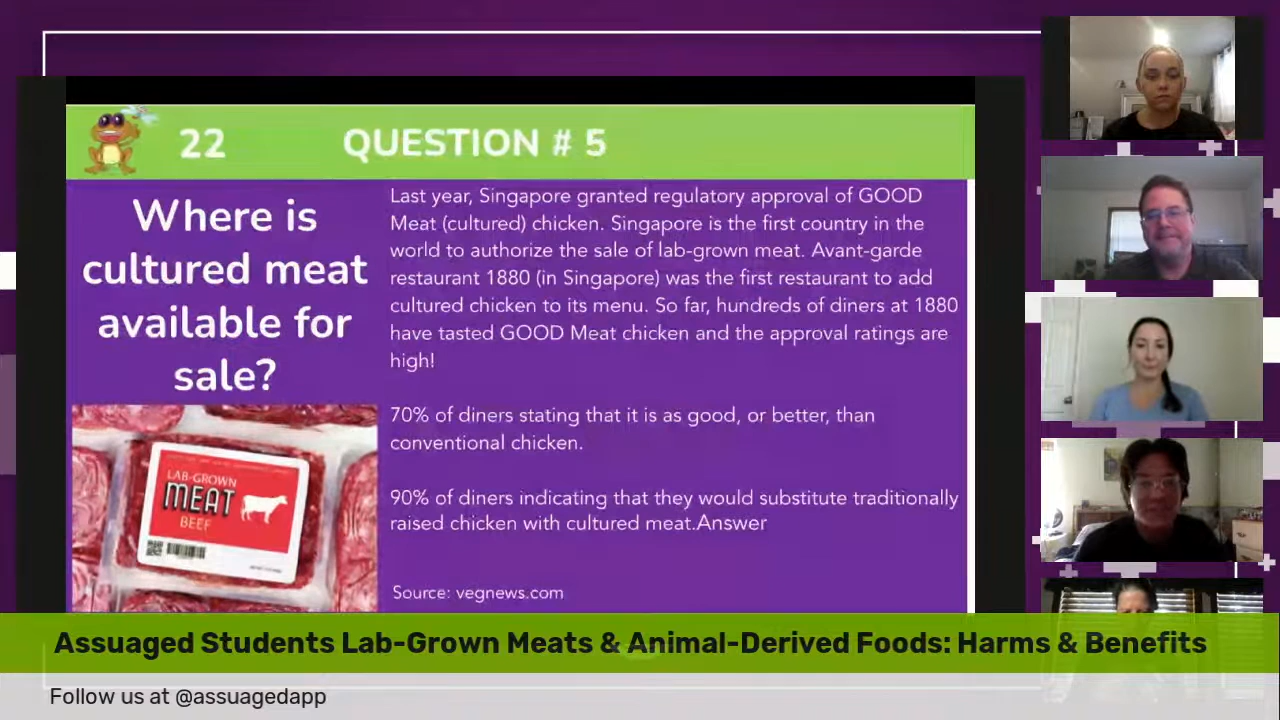 22 QUESTION # 5
Where is
cultured meat
available for
sale?
Last year, Singapore granted regulatory approval of GOOD
Meat (cultured) chicken. Singapore is the first country in the
world to authorize the sale of lab-grown meat. Avant-garde
restaurant 1880 (in Singapore) was the first restaurant to add
cultured chicken to its menu. So far, hundreds of diners at 1880
have tasted GOOD Meat chicken and the approval ratings are
high!
70% of diners stating that it is as good, or better, than
conventional chicken.
90% of diners indicating that they would substitute traditionally
raised chicken with cultured meat.Answer
Source: vegnews.com
LAB-GROWN
MEAT
BEEF
Assuaged Students Lab-Grown Meats & Animal-Derived Foods: Harms & Benefits
Follow us at @assuagedapp